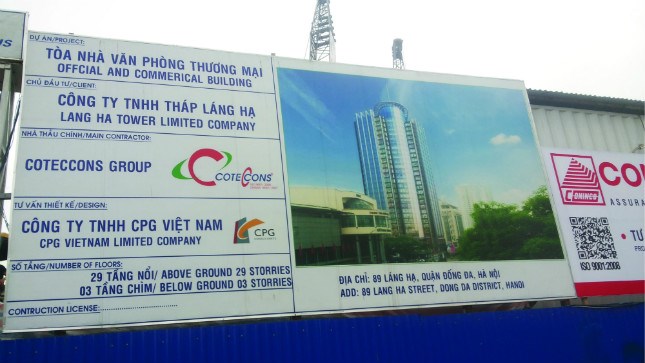 DỰ ÁN/PROJECT:
TÒA NHÀ VĂN PHÒNG THƯƠNG MẠI
OFFCIAL AND COMMERICAL BUILDING
CHỦ ĐẦU TƯ/CLIENT:
CÔNG TY TNHH THÁP LÁNG HẠ
LANG HA TOWER LIMITED COMPANY
NHÀ THẦU CHÍNH/MAIN CONTRACTOR:
COTECCONS GROUP
COTECCONS
TƯ VẤN THIẾT KẾ/DESIGN:
CÔNG TY TNHH CPG VIỆT NAM
CPG VIETNAM LIMITED COMPANY
CPG
SỐ TẦNG/NUMBER OF FLOORS:
29 TẦNG NỔI/ ABOVE GROUND 29 STORRIES
03 TẦNG CHÌM/ BELOW GROUND 03 STORRIES
CONTRUCTION LICENSE:
ĐỊA CHỈ: 89 LÁNG HẠ, QUẬN ĐỐNG ĐA, HÀ NỘI
ADD: 89 LANG HA STREET, DONG DA DISTRICT, HANOI
CONINCO
ASSURA
TƯ
ISO 9001:2008